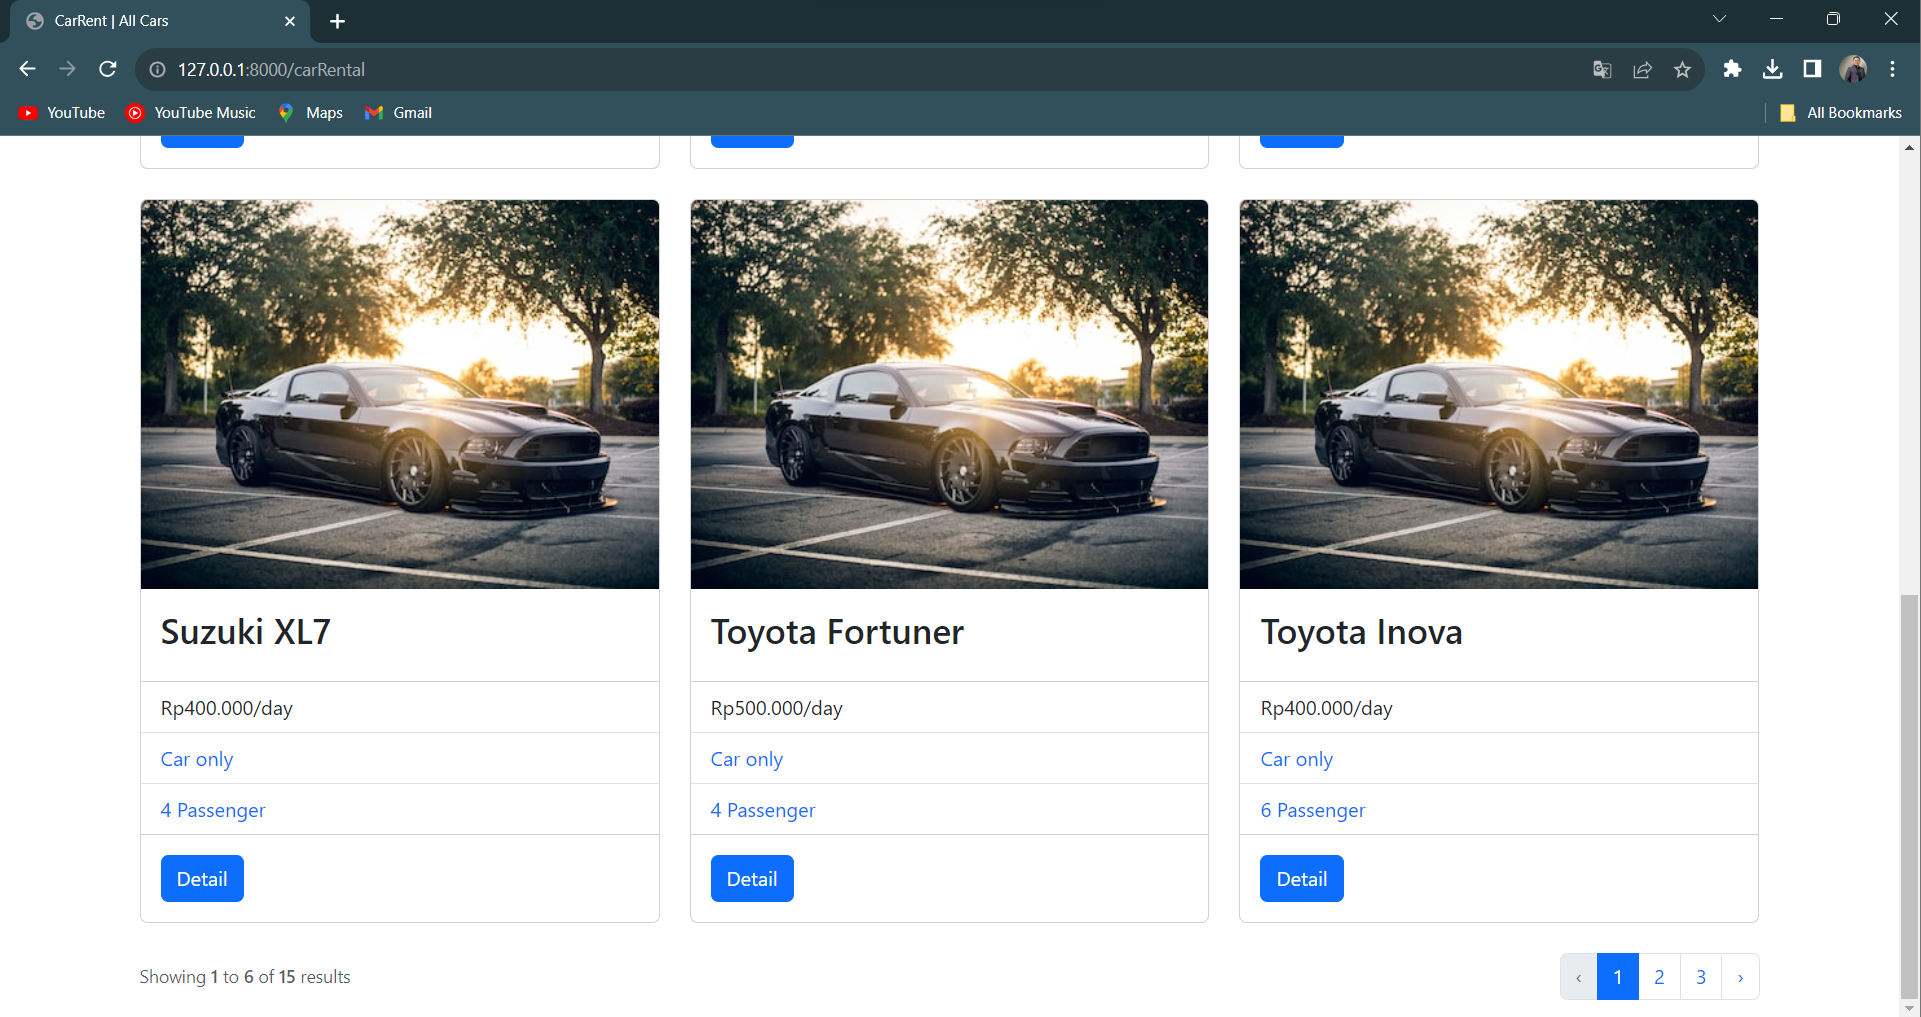 CarRent | All Cars
127.0.0.1:8000/carRental
YouTube YouTube Music Maps Gmail All Bookmarks
Suzuki XL7 Toyota Fortuner Toyota Inova
Rp400.000/day Rp500.000/day Rp400.000/day
Car only Car only Car only
4 Passenger 4 Passenger 6 Passenger
Detail Detail Detail
Showing 1 to 6 of 15 results ‹ 1 2 3 ›